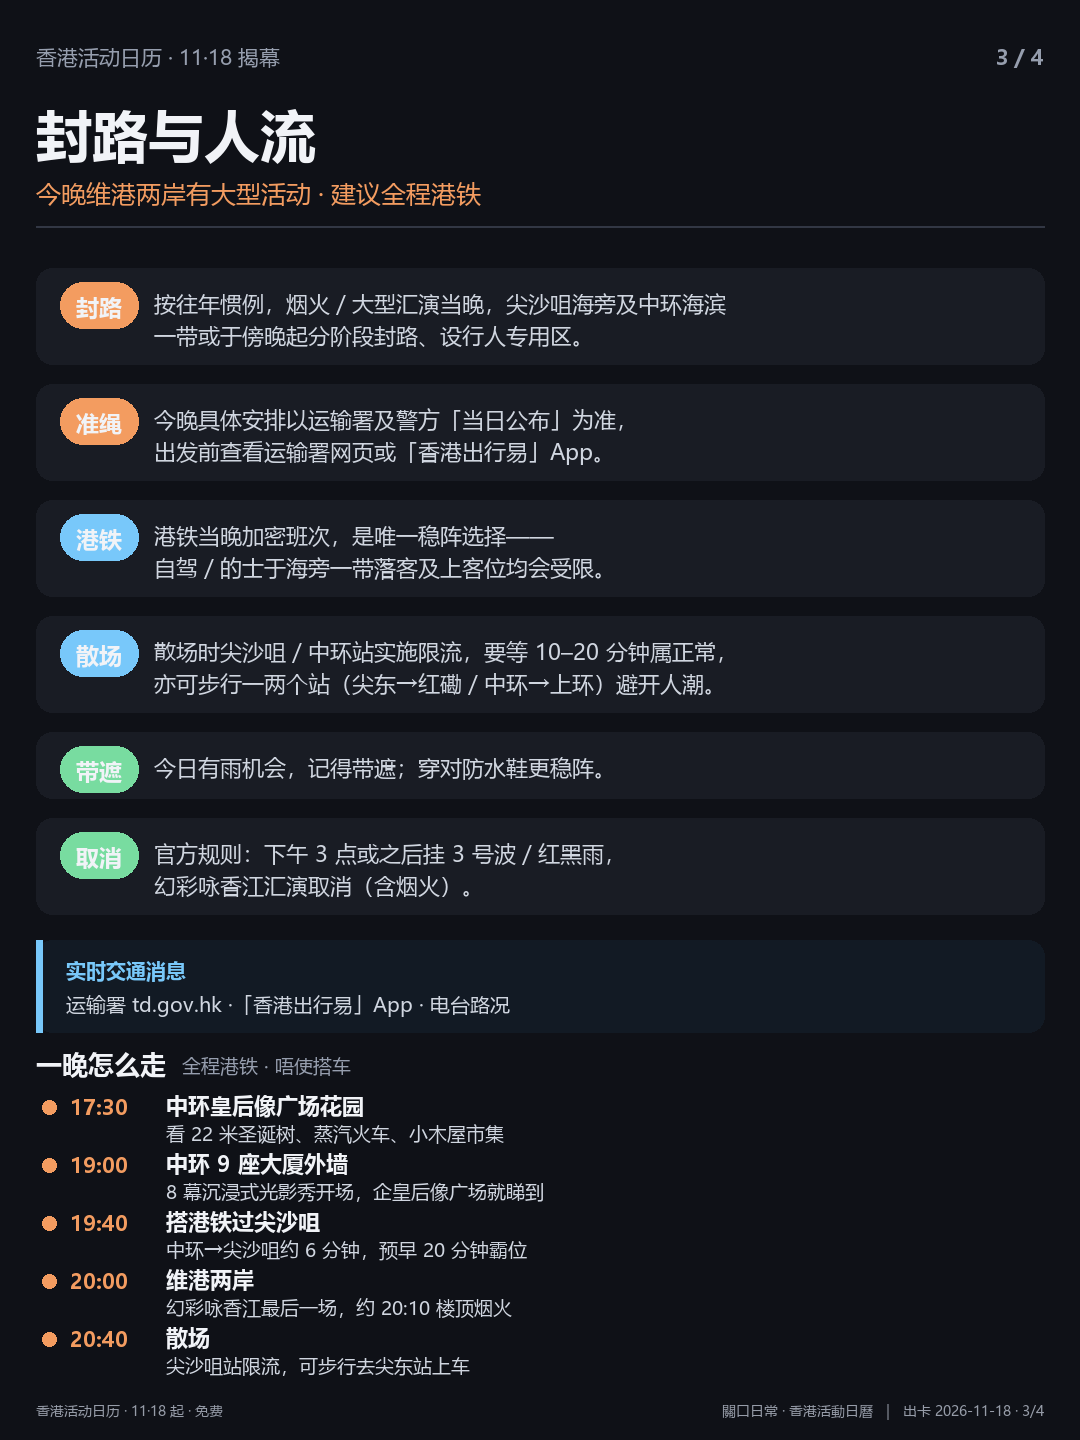 香港活动日历 · 11·18 揭幕
3 / 4
封路与人流
今晚维港两岸有大型活动 · 建议全程港铁
封路
按往年惯例，烟火 / 大型汇演当晚，尖沙咀海旁及中环海滨
一带或于傍晚起分阶段封路、设行人专用区。
准绳
今晚具体安排以运输署及警方「当日公布」为准，
出发前查看运输署网页或「香港出行易」App。
港铁
港铁当晚加密班次，是唯一稳阵选择——
自驾 / 的士于海旁一带落客及上客位均会受限。
散场
散场时尖沙咀 / 中环站实施限流，要等 10–20 分钟属正常，
亦可步行一两个站（尖东→红磡 / 中环→上环）避开人潮。
带遮
今日有雨机会，记得带遮；穿对防水鞋更稳阵。
取消
官方规则：下午 3 点或之后挂 3 号波 / 红黑雨，
幻彩咏香江汇演取消（含烟火）。
实时交通消息
运输署 td.gov.hk ·「香港出行易」App · 电台路况
一晚怎么走 全程港铁 · 唔使搭车
17:30 中环皇后像广场花园
看 22 米圣诞树、蒸汽火车、小木屋市集
19:00 中环 9 座大厦外墙
8 幕沉浸式光影秀开场，企皇后像广场就睇到
19:40 搭港铁过尖沙咀
中环→尖沙咀约 6 分钟，预早 20 分钟霸位
20:00 维港两岸
幻彩咏香江最后一场，约 20:10 楼顶烟火
20:40 散场
尖沙咀站限流，可步行去尖东站上车
香港活动日历 · 11·18 起 · 免费
關口日常 · 香港活動日曆 | 出卡 2026-11-18 · 3/4